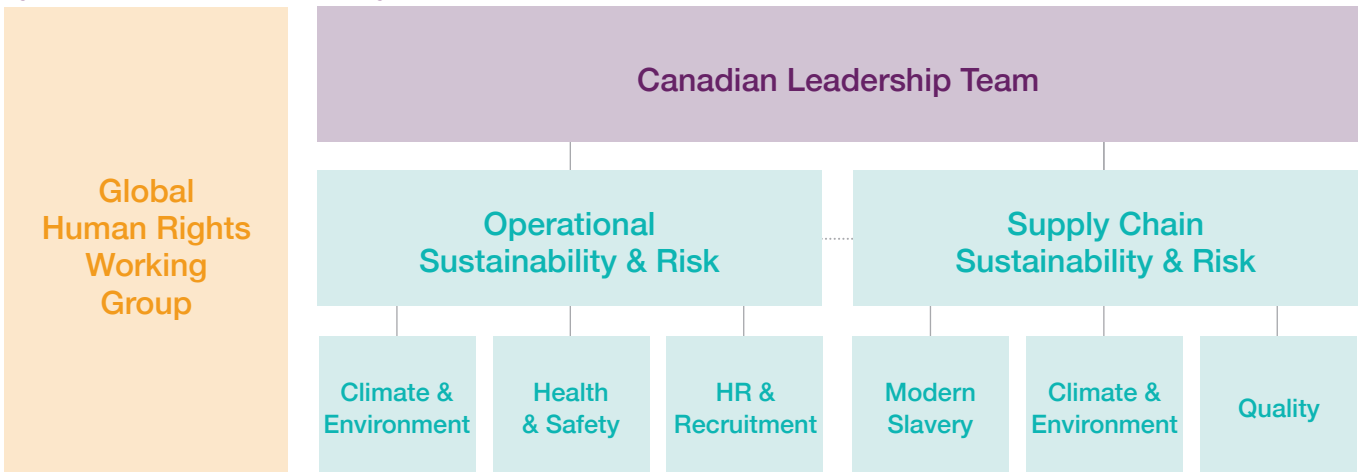 Canadian Leadership Team
Global
Human Rights
Working
Group
Operational
Sustainability & Risk
Supply Chain
Sustainability & Risk
Climate &
Environment
Health
& Safety
HR &
Recruitment
Modern
Slavery
Climate &
Environment
Quality